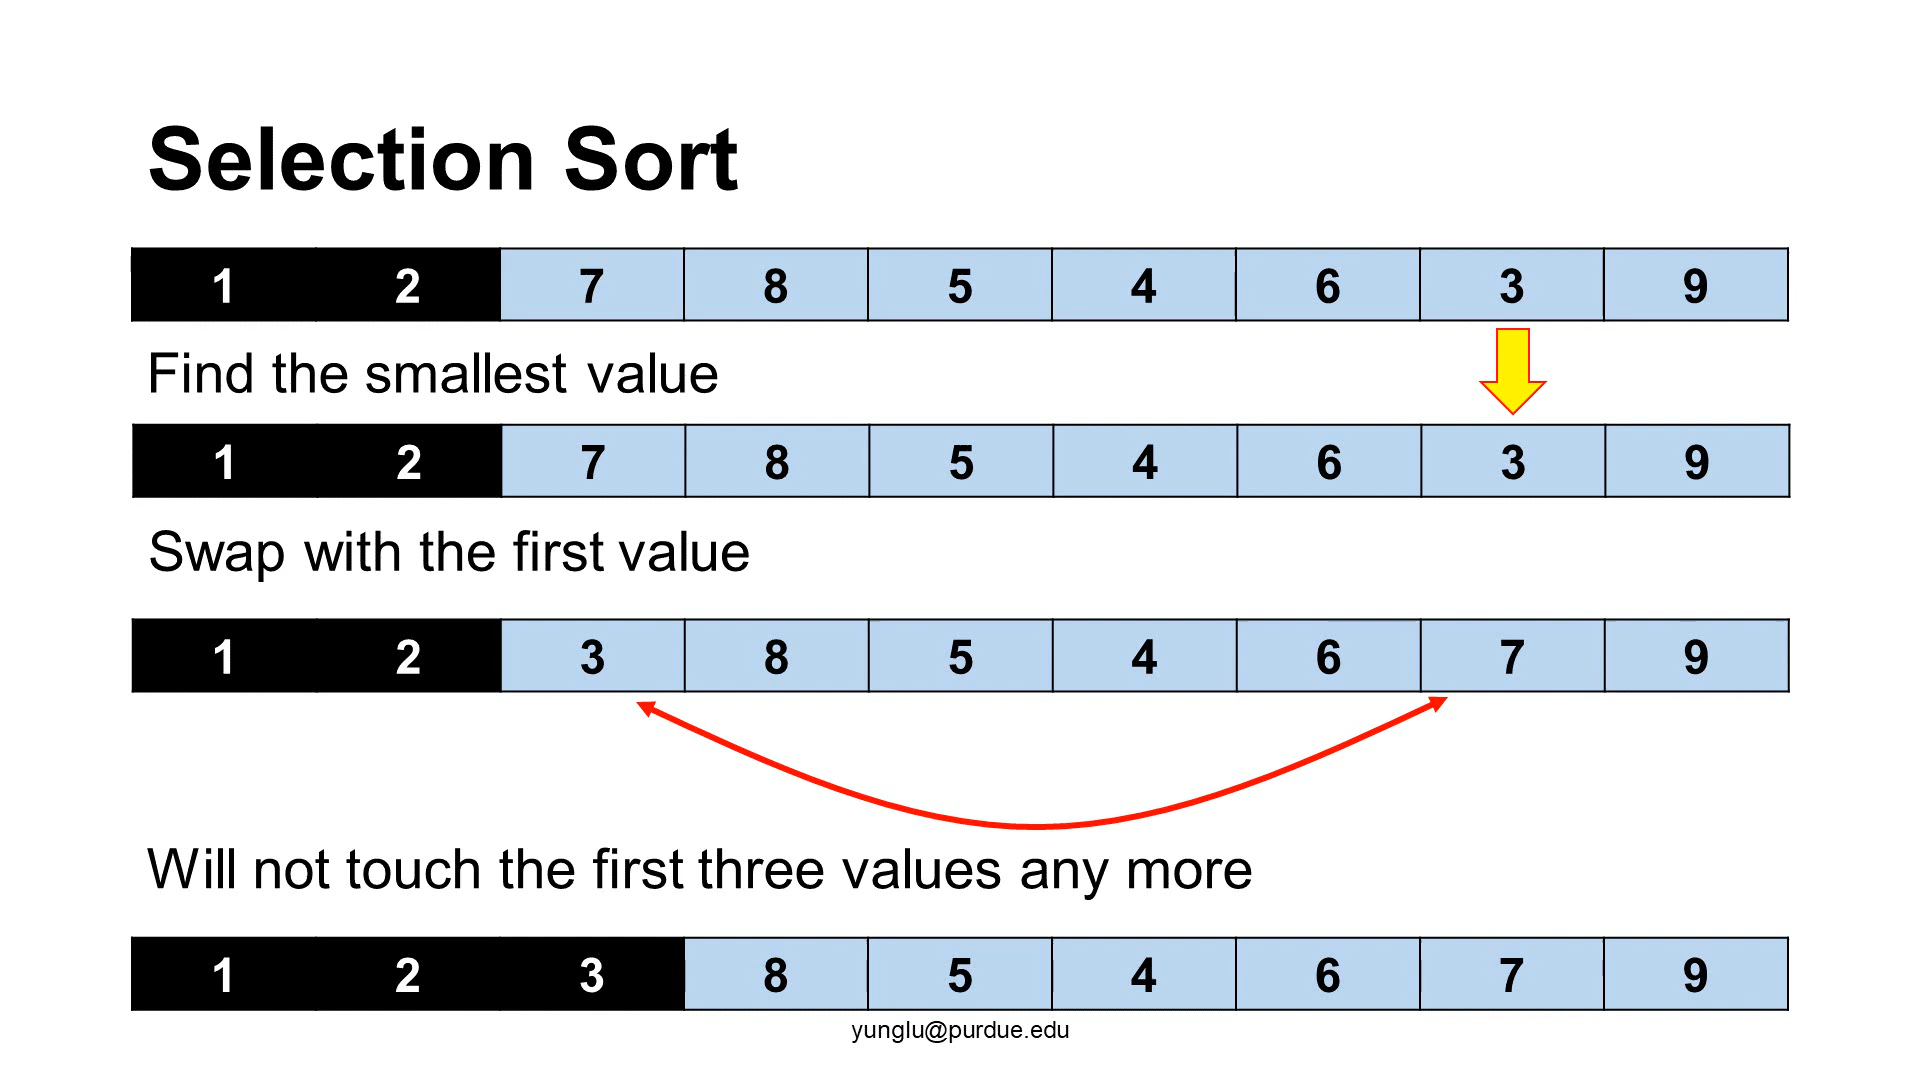 Selection Sort
1 2 7 8 5 4 6 3 9
Find the smallest value
1 2 7 8 5 4 6 3 9
Swap with the first value
1 2 3 8 5 4 6 7 9
Will not touch the first three values any more
1 2 3 8 5 4 6 7 9
yunglu@purdue.edu